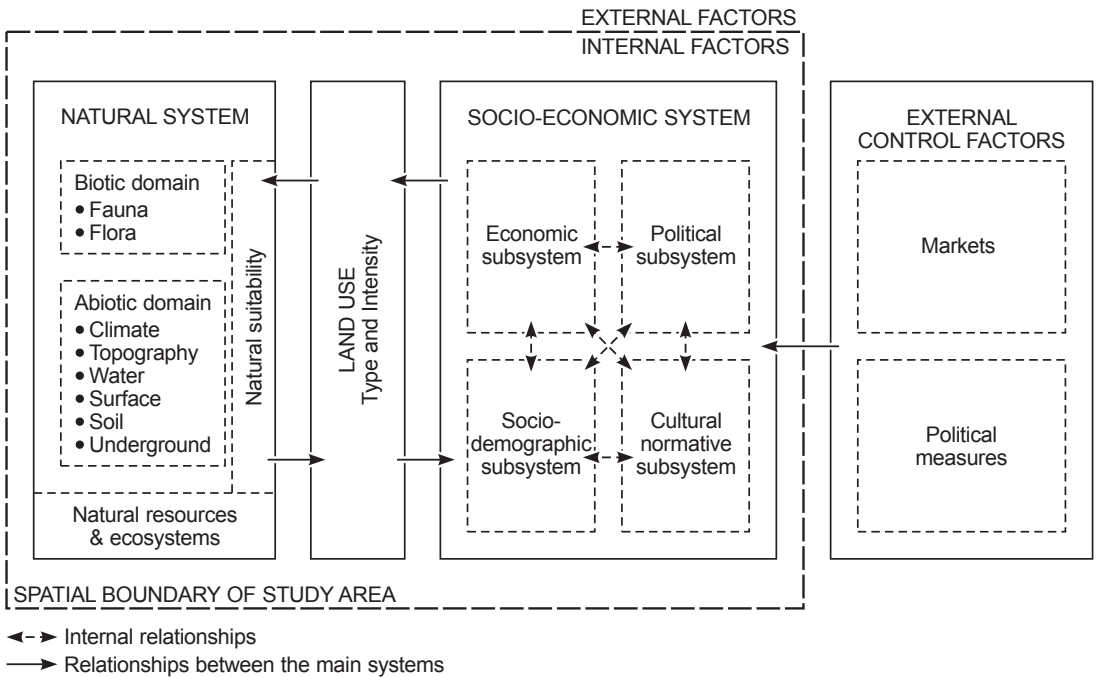 EXTERNAL FACTORS
INTERNAL FACTORS
NATURAL SYSTEM
Biotic domain
• Fauna
• Flora
Abiotic domain
• Climate
• Topography
• Water
• Surface
• Soil
• Underground
Natural suitability
Natural resources
& ecosystems
LAND USE
Type and Intensity
SOCIO-ECONOMIC SYSTEM
Economic
subsystem
Political
subsystem
Socio-
demographic
subsystem
Cultural
normative
subsystem
EXTERNAL
CONTROL FACTORS
Markets
Political
measures
SPATIAL BOUNDARY OF STUDY AREA
Internal relationships
Relationships between the main systems